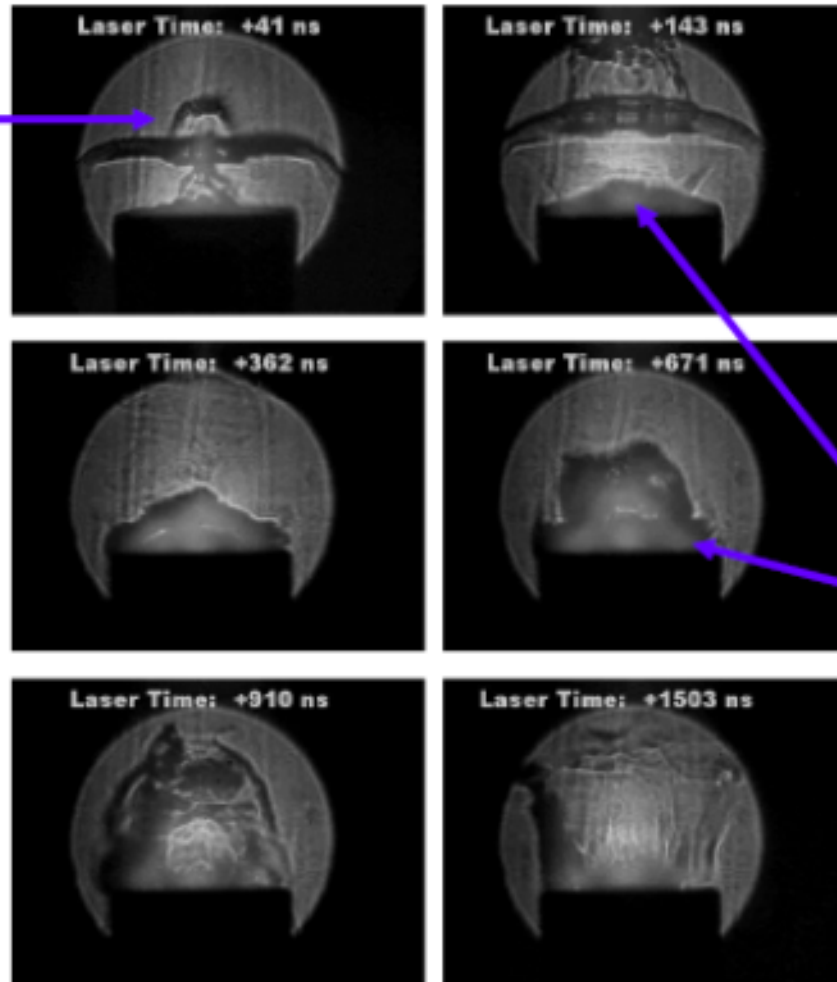 Laser Time: +41 ns
Laser Time: +143 ns
Laser Time: +362 ns
Laser Time: +671 ns
Laser Time: +910 ns
Laser Time: +1503 ns